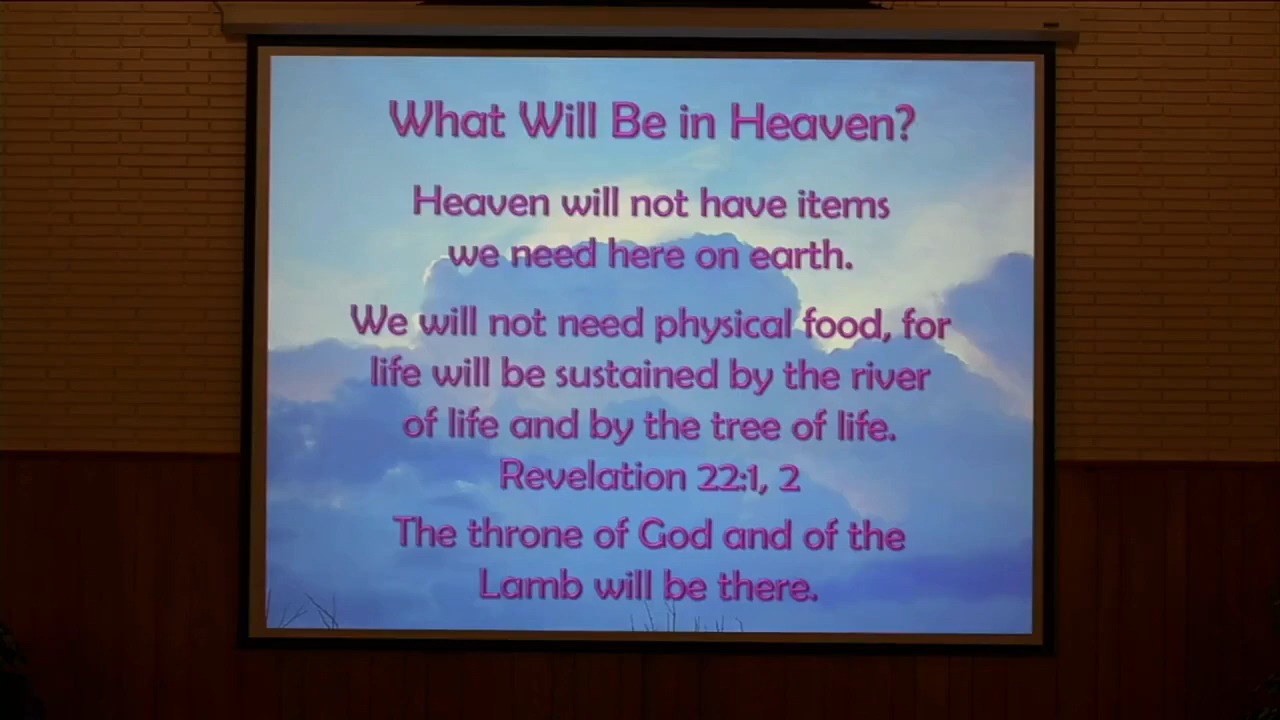 What Will Be in Heaven?
Heaven will not have items
we need here on earth.
We will not need physical food, for
life will be sustained by the river
of life and by the tree of life.
Revelation 22:1, 2
The throne of God and of the
Lamb will be there.